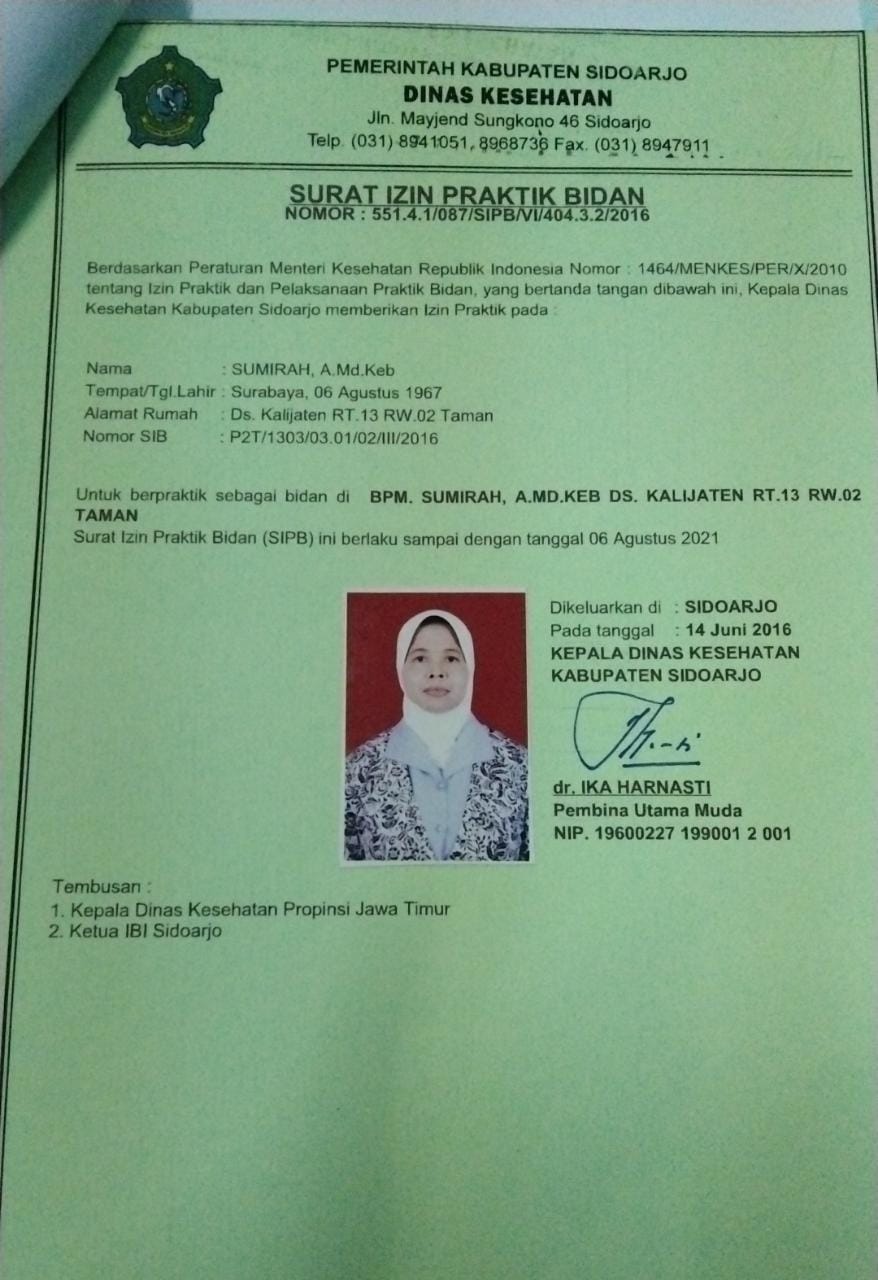 PEMERINTAH KABUPATEN SIDOARJO
DINAS KESEHATAN
Jln. Mayjend Sungkono 46 Sidoarjo
Telp. (031) 8941051, 8968736 Fax. (031) 8947911
SURAT IZIN PRAKTIK BIDAN
NOMOR : 551.4.1/087/SIPB/VI/404.3.2/2016
Berdasarkan Peraturan Menteri Kesehatan Republik Indonesia Nomor : 1464/MENKES/PER/X/2010
tentang Izin Praktik dan Pelaksanaan Praktik Bidan, yang bertanda tangan dibawah ini, Kepala Dinas
Kesehatan Kabupaten Sidoarjo memberikan Izin Praktik pada :
Nama : SUMIRAH, A.Md.Keb
Tempat/Tgl.Lahir : Surabaya, 06 Agustus 1967
Alamat Rumah : Ds. Kalijaten RT.13 RW.02 Taman
Nomor SIB : P2T/1303/03.01/02/III/2016
Untuk berpraktik sebagai bidan di BPM. SUMIRAH, A.MD.KEB DS. KALIJATEN RT.13 RW.02
TAMAN
Surat Izin Praktik Bidan (SIPB) ini berlaku sampai dengan tanggal 06 Agustus 2021
Dikeluarkan di : SIDOARJO
Pada tanggal : 14 Juni 2016
KEPALA DINAS KESEHATAN
KABUPATEN SIDOARJO
dr. IKA HARNASTI
Pembina Utama Muda
NIP. 19600227 199001 2 001
Tembusan :
1. Kepala Dinas Kesehatan Propinsi Jawa Timur
2. Ketua IBI Sidoarjo